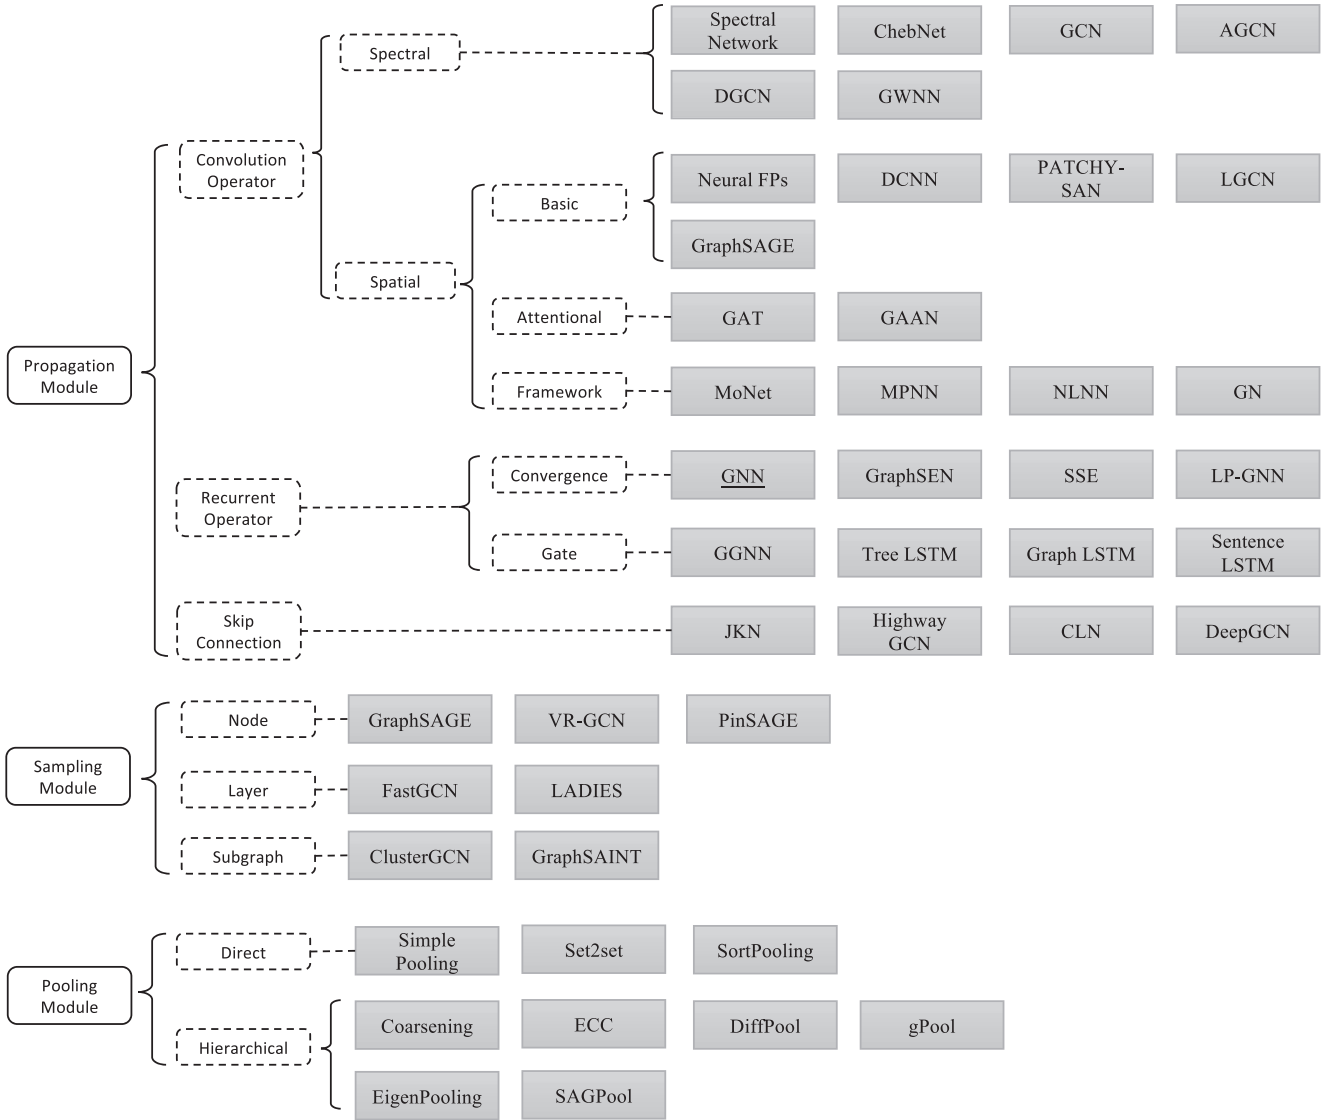 Spectral
Network
ChebNet
GCN
AGCN
Spectral
DGCN
GWNN
Convolution
Operator
Neural FPs
DCNN
PATCHY-
SAN
LGCN
Basic
GraphSAGE
Spatial
Attentional
GAT
GAAN
Propagation
Module
Framework
MoNet
MPNN
NLNN
GN
Recurrent
Operator
Convergence
GNN
GraphSEN
SSE
LP-GNN
Gate
GGNN
Tree LSTM
Graph LSTM
Sentence
LSTM
Skip
Connection
JKN
Highway
GCN
CLN
DeepGCN
Sampling
Module
Node
GraphSAGE
VR-GCN
PinSAGE
Layer
FastGCN
LADIES
Subgraph
ClusterGCN
GraphSAINT
Pooling
Module
Direct
Simple
Pooling
Set2set
SortPooling
Hierarchical
Coarsening
ECC
DiffPool
gPool
EigenPooling
SAGPool